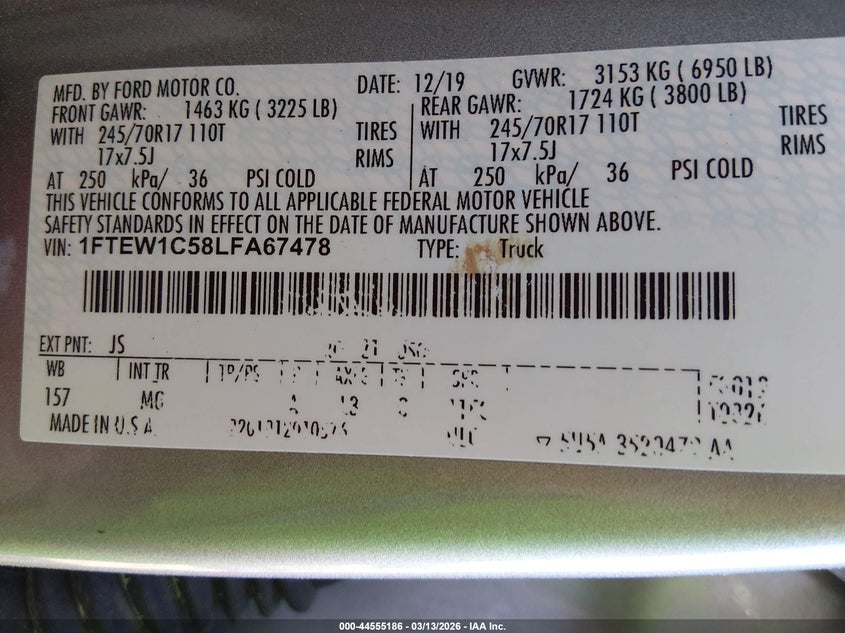 MFD. BY FORD MOTOR CO. DATE: 12/19 GVWR: 3153 KG ( 6950 LB)
FRONT GAWR: 1463 KG ( 3225 LB) REAR GAWR: 1724 KG ( 3800 LB)
WITH 245/70R17 110T TIRES WITH 245/70R17 110T TIRES
17x7.5J RIMS 17x7.5J RIMS
AT 250 kPa/ 36 PSI COLD AT 250 kPa/ 36 PSI COLD
THIS VEHICLE CONFORMS TO ALL APPLICABLE FEDERAL MOTOR VEHICLE
SAFETY STANDARDS IN EFFECT ON THE DATE OF MANUFACTURE SHOWN ABOVE.
VIN: 1FTEW1C58LFA67478 TYPE: Truck
EXT PNT: JS
WB INT TR TP/PS
157 MG
MADE IN U.S.A.
000-44555186 - 03/13/2026 - IAA Inc.